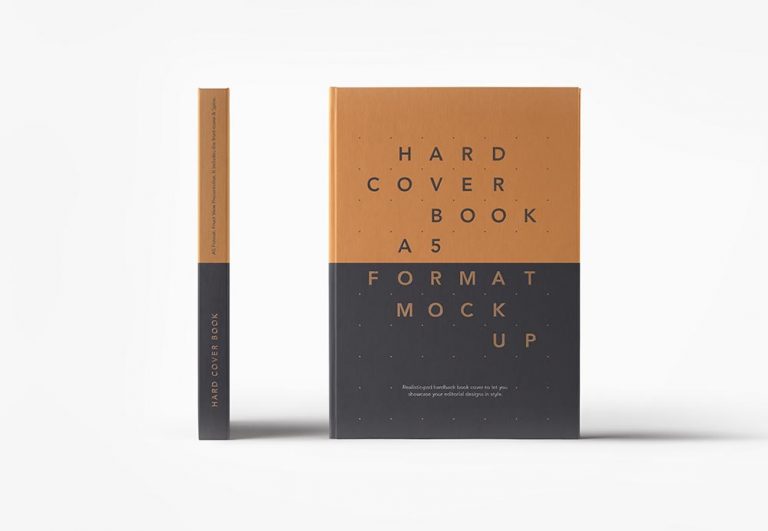 HARD COVER BOOK
HARD
COVER
BOOK
A5
FORMAT
MOCK
UP
Realistic psd hardback book cover to let you
showcase your editorial designs in style.